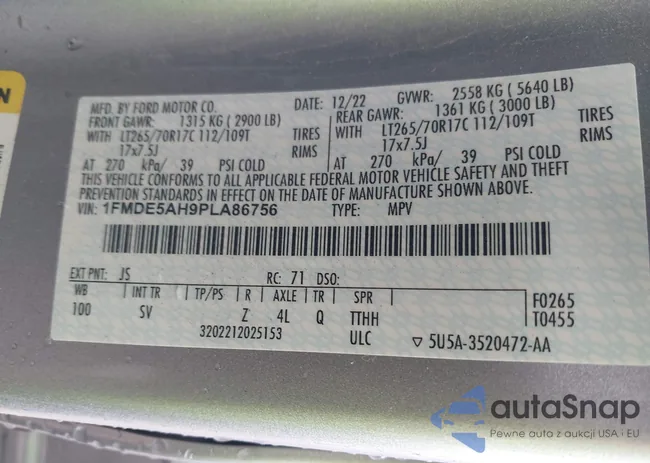 N
MFD. BY FORD MOTOR CO.
DATE: 12/22 GVWR: 2558 KG ( 5640 LB)
FRONT GAWR: 1315 KG ( 2900 LB)
REAR GAWR: 1361 KG ( 3000 LB)
WITH LT265/70R17C 112/109T TIRES
WITH LT265/70R17C 112/109T TIRES
17x7.5J RIMS
17x7.5J RIMS
AT 270 kPa/ 39 PSI COLD
AT 270 kPa/ 39 PSI COLD
THIS VEHICLE CONFORMS TO ALL APPLICABLE FEDERAL MOTOR VEHICLE SAFETY AND THEFT
PREVENTION STANDARDS IN EFFECT ON THE DATE OF MANUFACTURE SHOWN ABOVE.
VIN: 1FMDE5AH9PLA86756 TYPE: MPV
EXT PNT: JS RC: 71 DSO:
WB INT TR TP/PS R AXLE TR SPR
100 SV Z 4L Q TTHH
F0265
T0455
3202212025153 ULC ▽ 5U5A-3520472-AA
autaSnap
Pewne auta z aukcji USA i EU